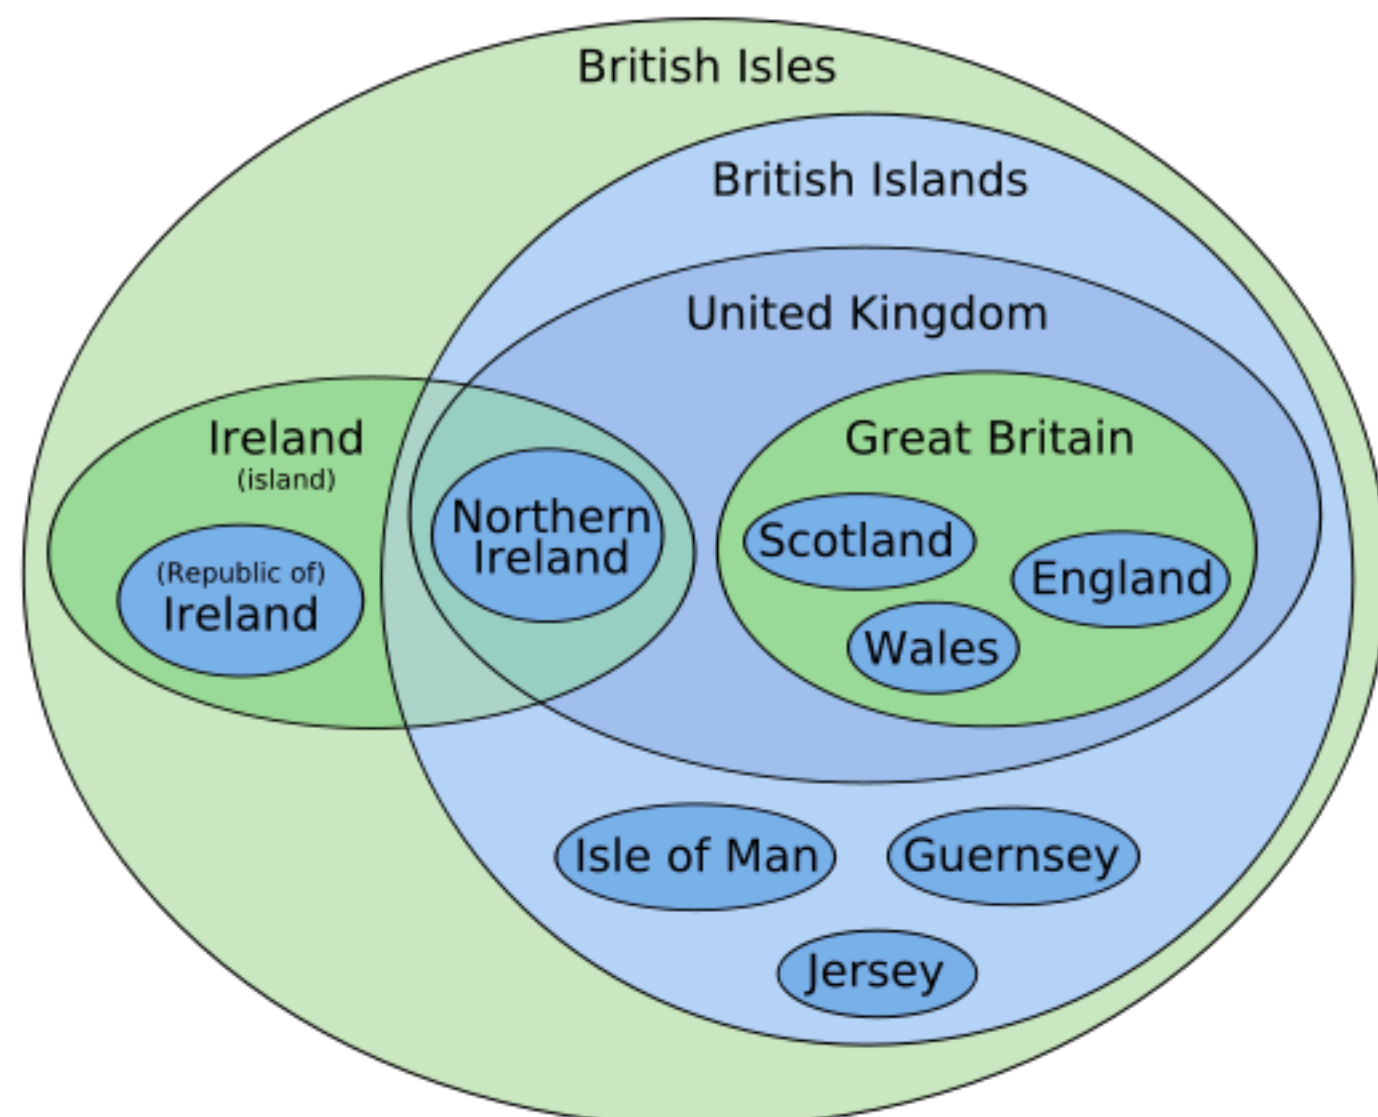 British Isles
British Islands
United Kingdom
Ireland
(island)
Great Britain
Northern
Ireland
Scotland
England
(Republic of)
Ireland
Wales
Isle of Man
Guernsey
Jersey